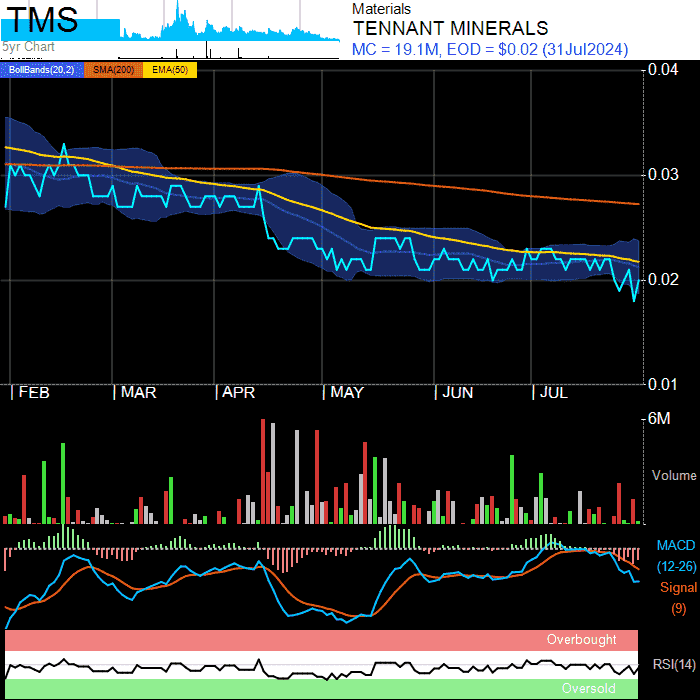 TMS
5yr Chart
Materials
TENNANT MINERALS
MC = 19.1M, EOD = $0.02 (31Jul2024)
BollBands(20,2) SMA(200) EMA(50)
0.04
0.03
0.02
0.01
FEB MAR APR MAY JUN JUL
6M
Volume
MACD
(12-26)
Signal
(9)
Overbought
RSI(14)
Oversold